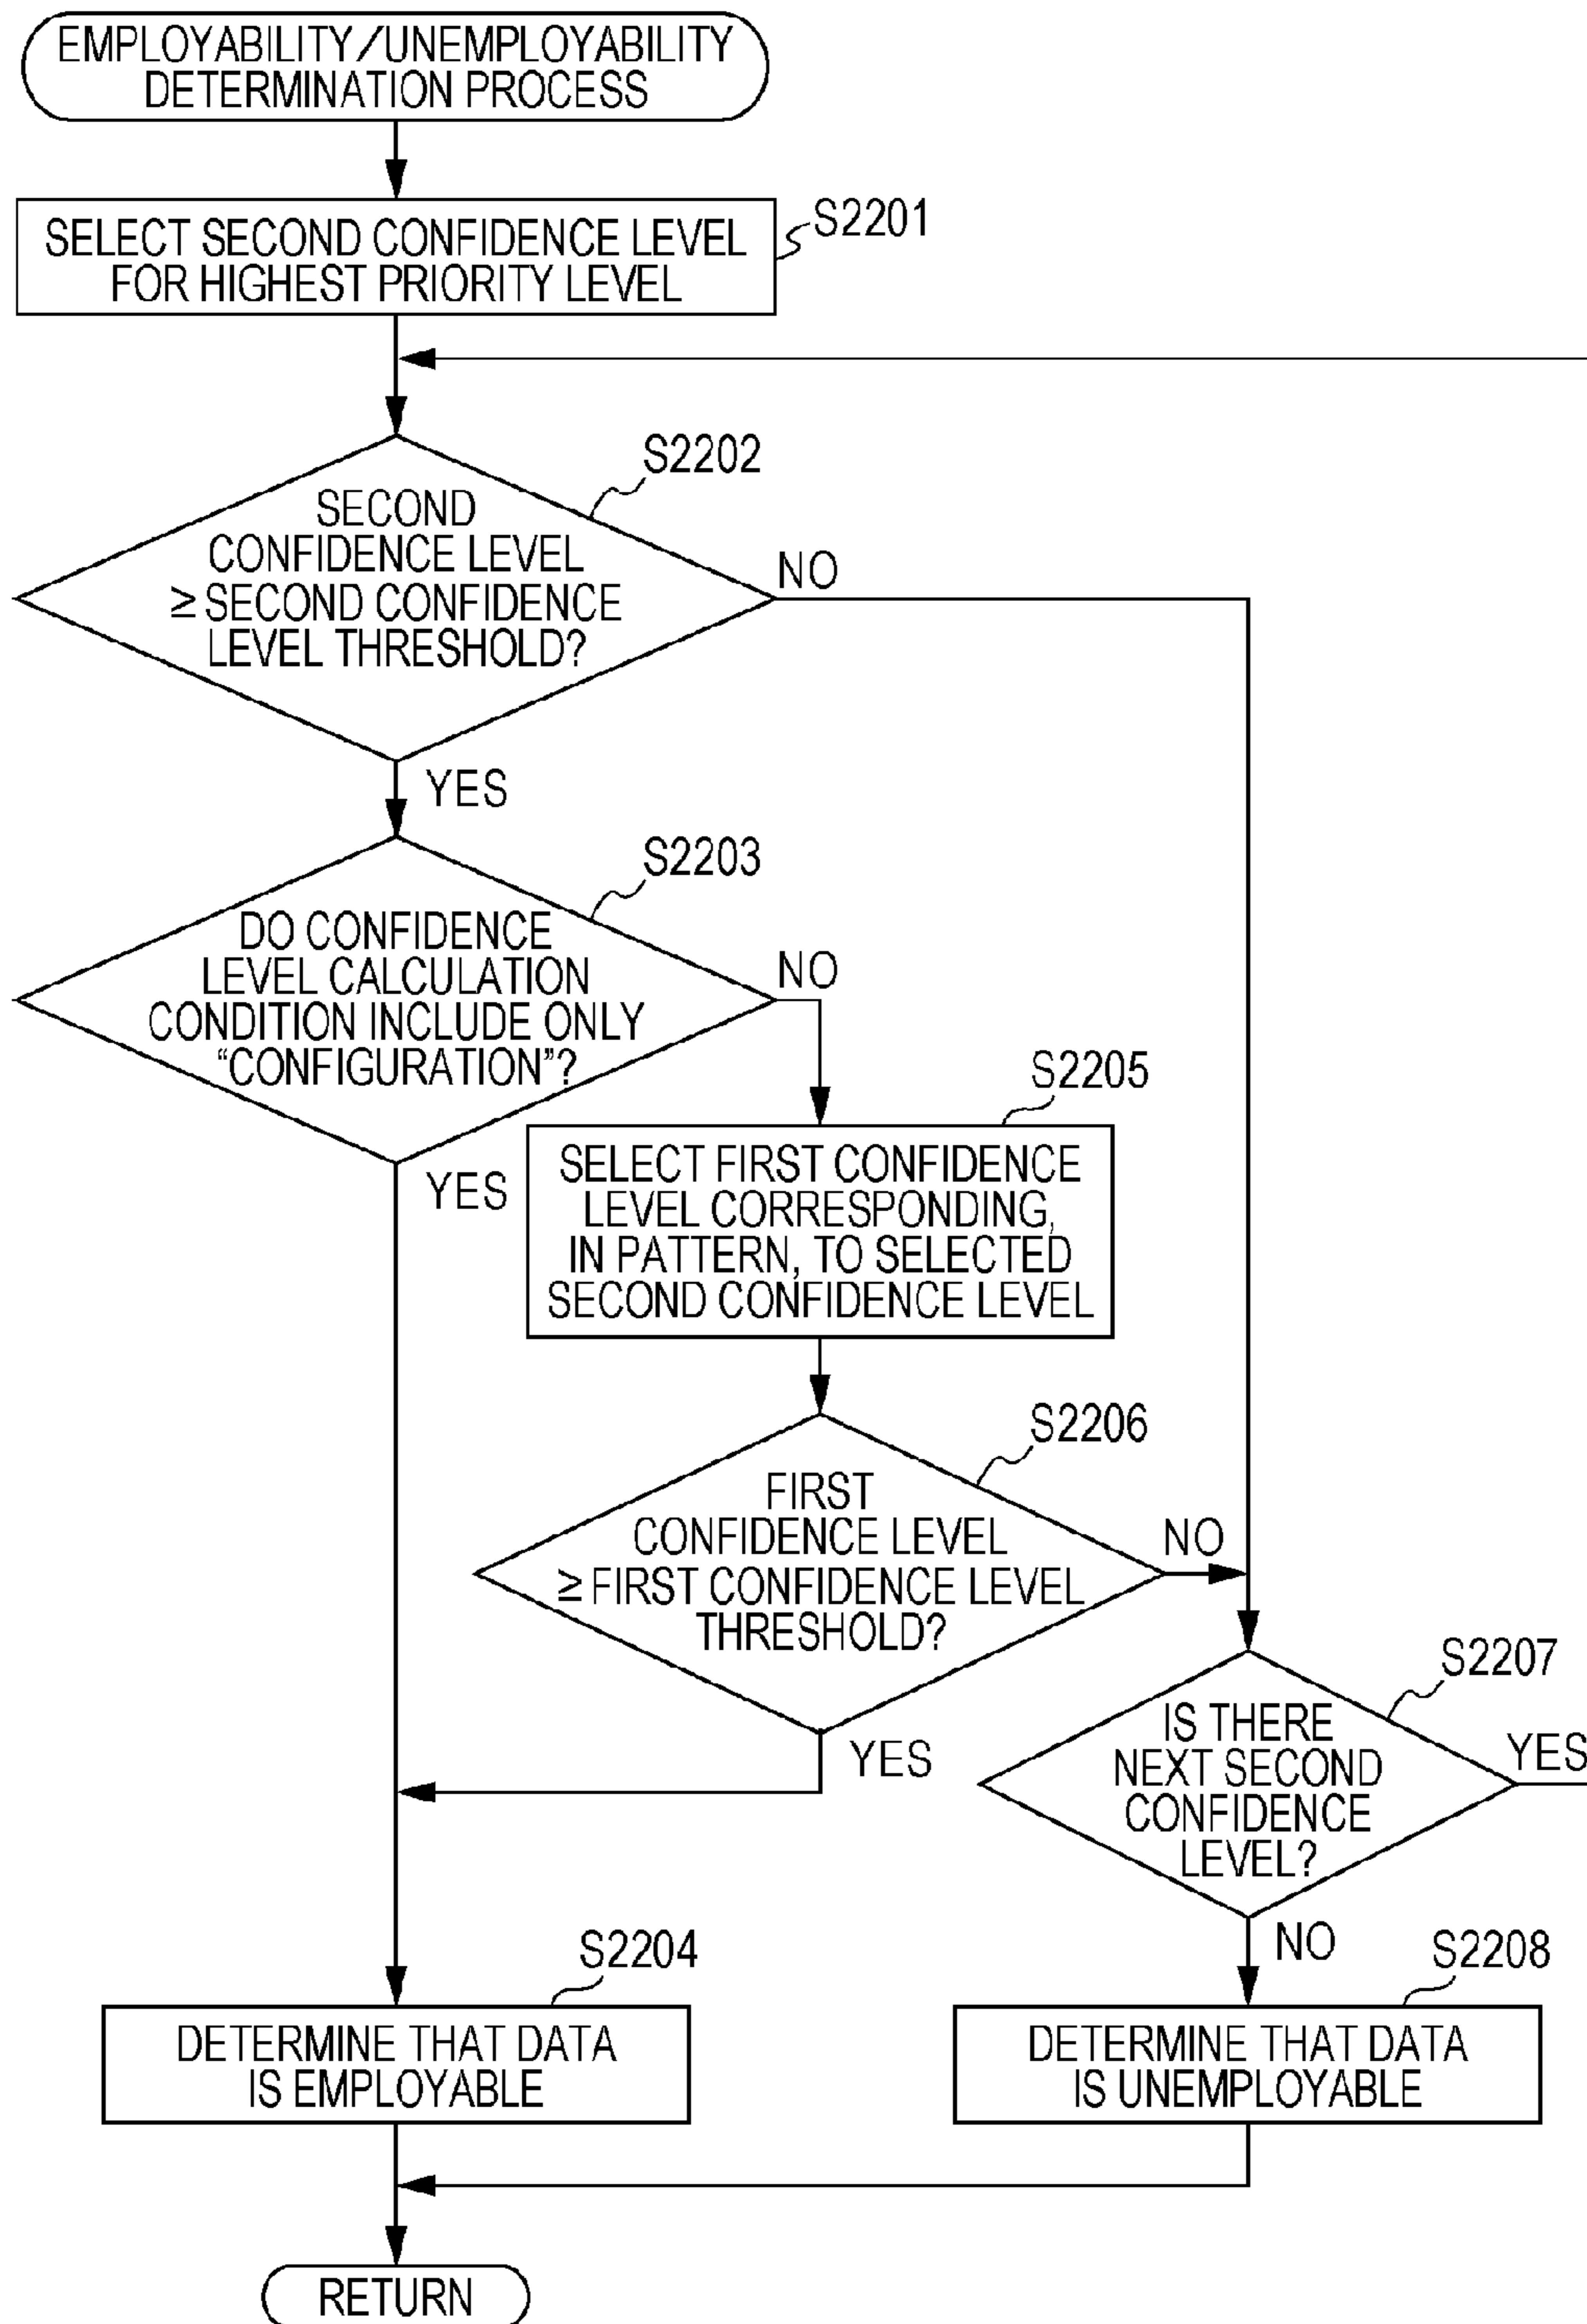 EMPLOYABILITY/UNEMPLOYABILITY
DETERMINATION PROCESS
S2201
SELECT SECOND CONFIDENCE LEVEL
FOR HIGHEST PRIORITY LEVEL
S2202
SECOND
CONFIDENCE LEVEL
≥ SECOND CONFIDENCE
LEVEL THRESHOLD?
NO
YES
S2203
DO CONFIDENCE
LEVEL CALCULATION
CONDITION INCLUDE ONLY
“CONFIGURATION”?
NO
YES
S2205
SELECT FIRST CONFIDENCE
LEVEL CORRESPONDING,
IN PATTERN, TO SELECTED
SECOND CONFIDENCE LEVEL
S2206
FIRST
CONFIDENCE LEVEL
≥ FIRST CONFIDENCE LEVEL
THRESHOLD?
NO
YES
S2207
IS THERE
NEXT SECOND
CONFIDENCE
LEVEL?
YES
NO
S2204
DETERMINE THAT DATA
IS EMPLOYABLE
S2208
DETERMINE THAT DATA
IS UNEMPLOYABLE
RETURN